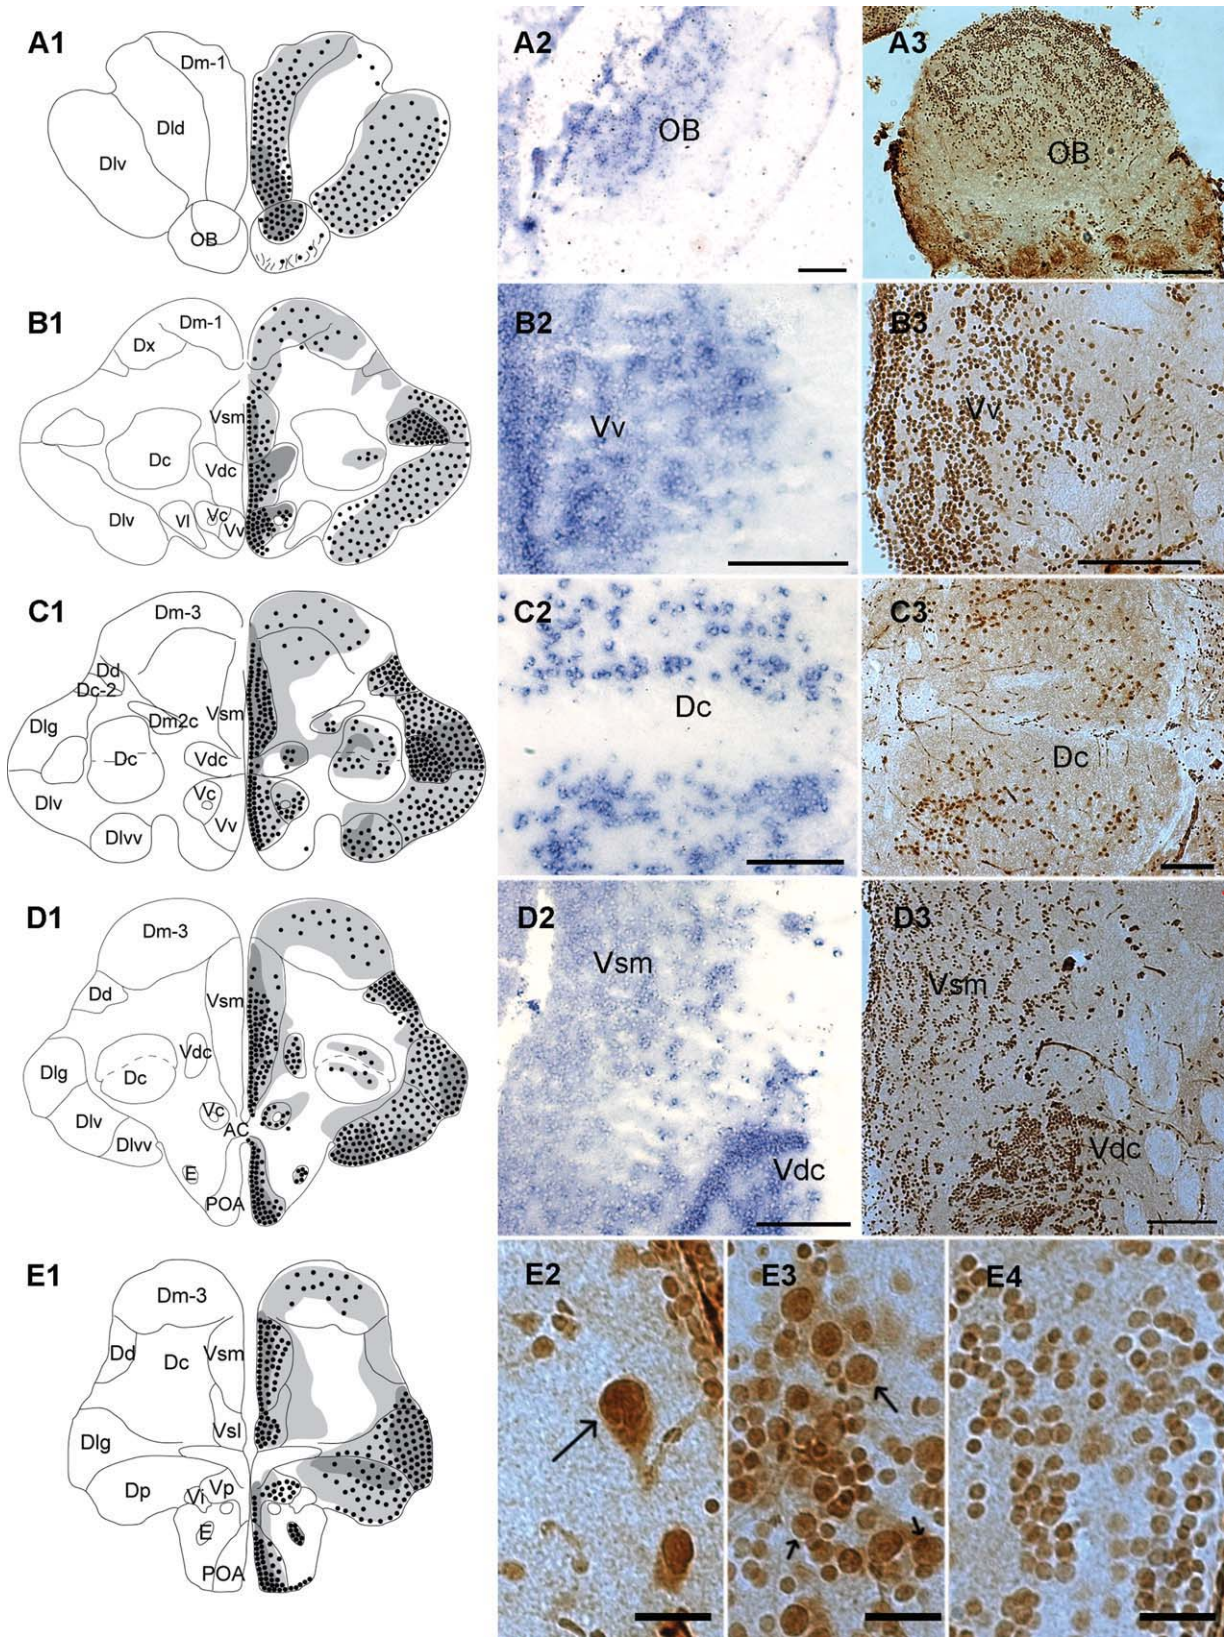 A1
Dm-1
Dld
Dlv
OB
A2
OB
A3
OB
B1
Dm-1
Dx
Vsm
Dc
Vdc
Dlv
Vl
Vc
Vv
B2
Vv
B3
Vv
C1
Dm-3
Dd
Dc-2
Dlg
Dm2c
Vsm
Dc
Vdc
Dlv
Vc
Dlvv
Vv
C2
Dc
C3
Dc
D1
Dm-3
Dd
Vsm
Vdc
Dlg
Dc
Dlv
Vc
AC
Dlvv
E
POA
D2
Vsm
Vdc
D3
Vsm
Vdc
E1
Dm-3
Dd
Dc
Vsm
Vsl
Dlg
Dp
Vi
Vp
E
POA
E2
E3
E4